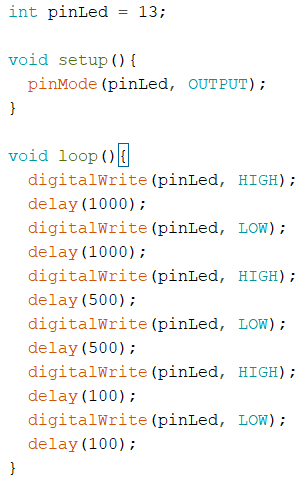 int pinLed = 13;

void setup(){
  pinMode(pinLed, OUTPUT);
}

void loop(){
  digitalWrite(pinLed, HIGH);
  delay(1000);
  digitalWrite(pinLed, LOW);
  delay(1000);
  digitalWrite(pinLed, HIGH);
  delay(500);
  digitalWrite(pinLed, LOW);
  delay(500);
  digitalWrite(pinLed, HIGH);
  delay(100);
  digitalWrite(pinLed, LOW);
  delay(100);
}